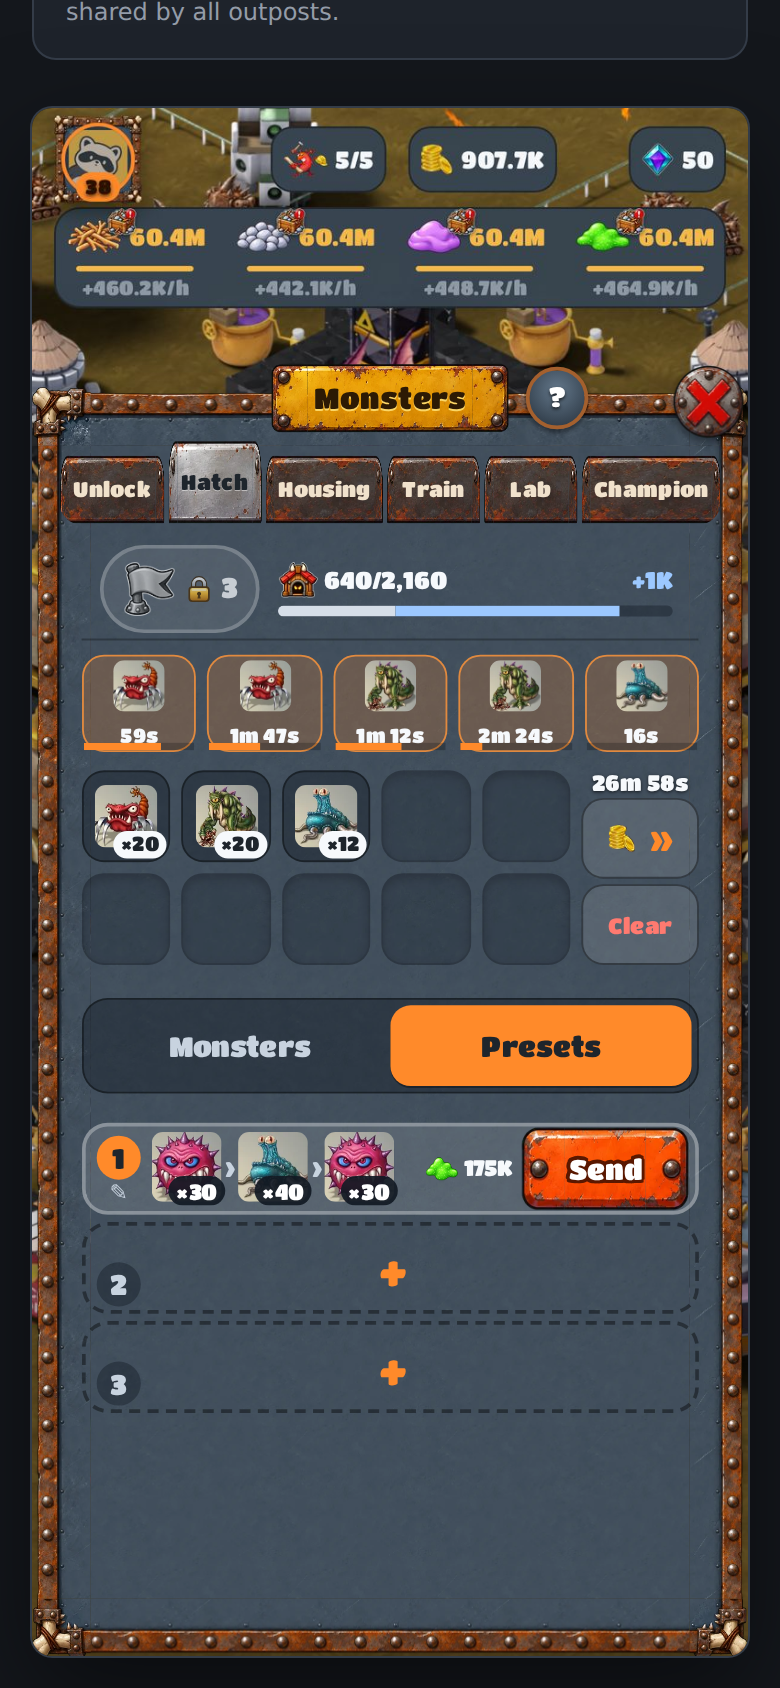 shared by all outposts.
38
5/5
907.7K
50
60.4M
60.4M
60.4M
60.4M
+460.2K/h
+442.1K/h
+448.7K/h
+464.9K/h
Monsters
?
Unlock
Hatch
Housing
Train
Lab
Champion
3
640/2,160
+1K
59s
1m 47s
1m 12s
2m 24s
16s
26m 58s
×20
×20
×12
Clear
Monsters
Presets
1
×30
×40
×30
175K
Send
2
3